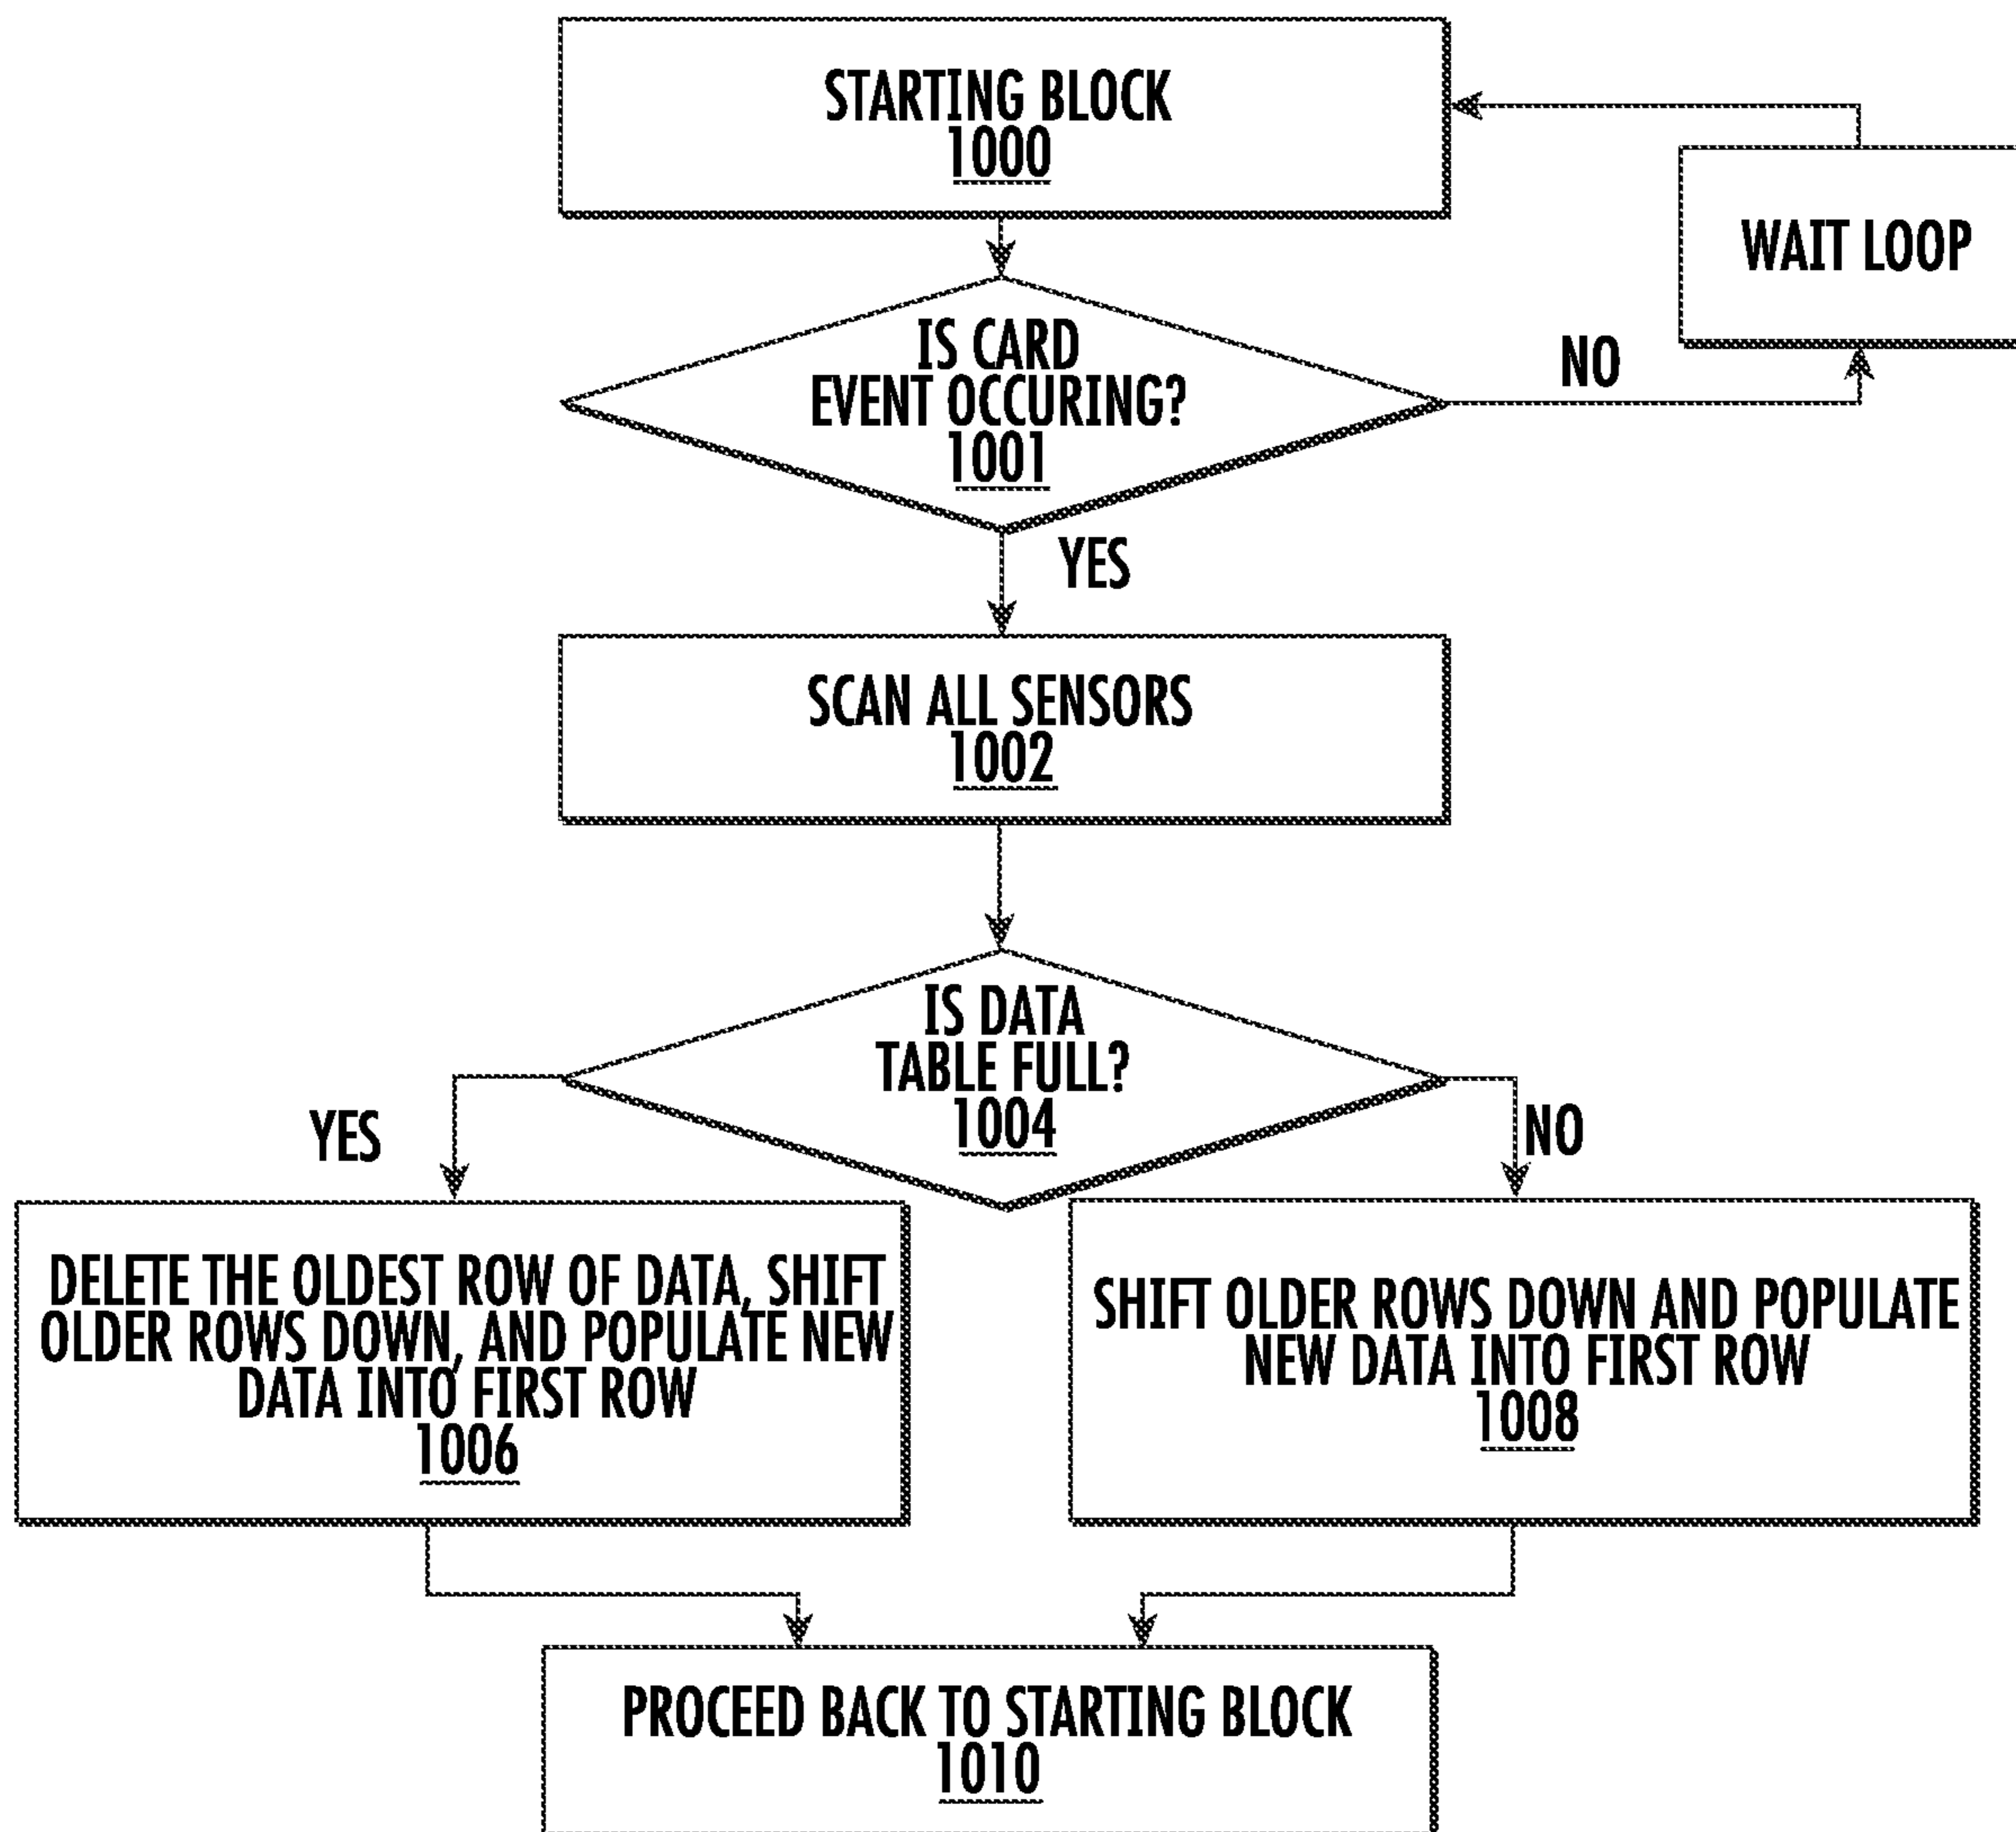 STARTING BLOCK
1000
WAIT LOOP
IS CARD
EVENT OCCURING?
1001
NO
YES
SCAN ALL SENSORS
1002
IS DATA
TABLE FULL?
1004
YES
NO
DELETE THE OLDEST ROW OF DATA, SHIFT
OLDER ROWS DOWN, AND POPULATE NEW
DATA INTO FIRST ROW
1006
SHIFT OLDER ROWS DOWN AND POPULATE
NEW DATA INTO FIRST ROW
1008
PROCEED BACK TO STARTING BLOCK
1010